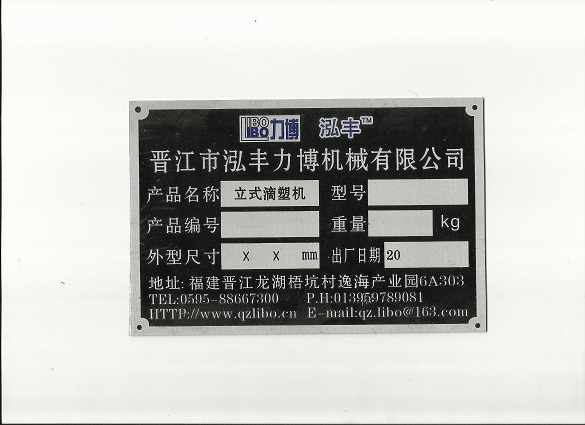 LIBO BO力博 泓丰™
晋江市泓丰力博机械有限公司
产品名称 立式滴塑机 型号
产品编号 重量 kg
外型尺寸 X X mm 出厂日期 20
地址: 福建晋江龙湖梧坑村逸海产业园6A303
TEL:0595-88667300 P.H:013959789081
HTTP://www.qzlibo.cn E-mail:qz.libo@163.com